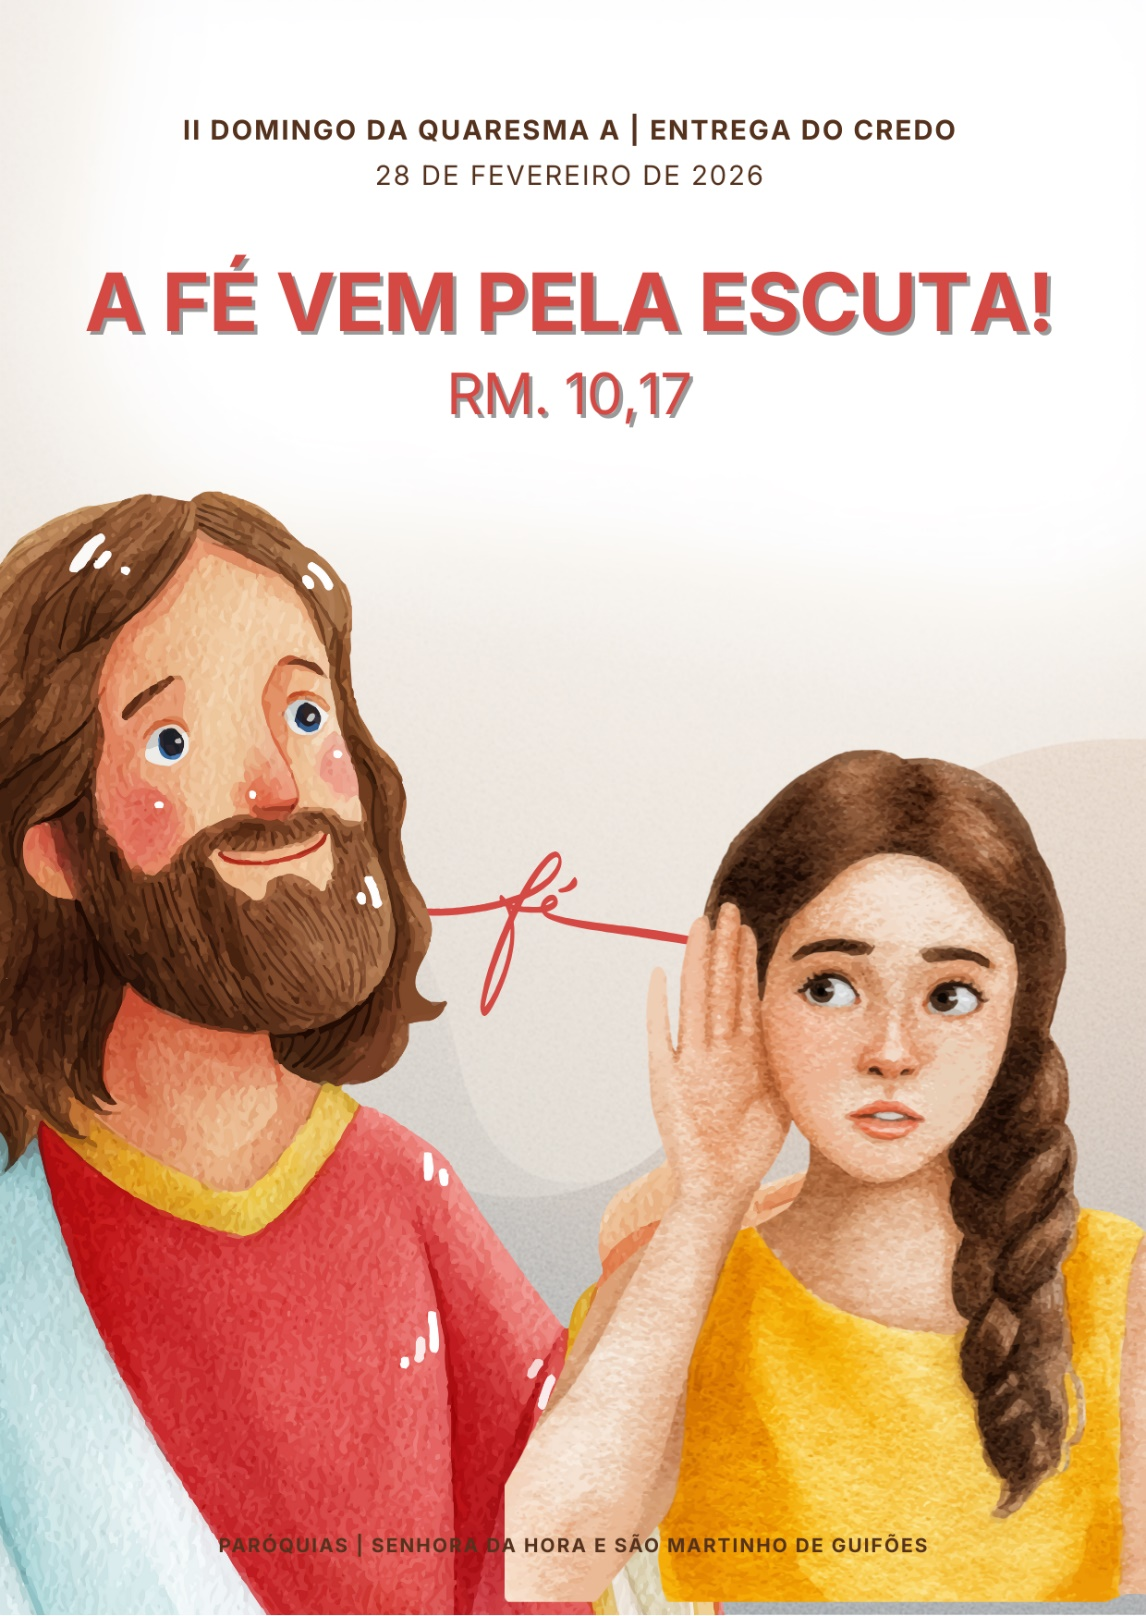 II DOMINGO DA QUARESMA A | ENTREGA DO CREDO
28 DE FEVEREIRO DE 2026
A FÉ VEM PELA ESCUTA!
RM. 10,17
fé
PARÓQUIAS | SENHORA DA HORA E SÃO MARTINHO DE GUIFÕES